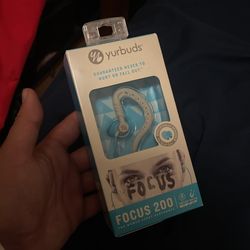 yurbuds
GUARANTEED NEVER TO
HURT OR FALL OUT
FOCUS
FOCUS 200